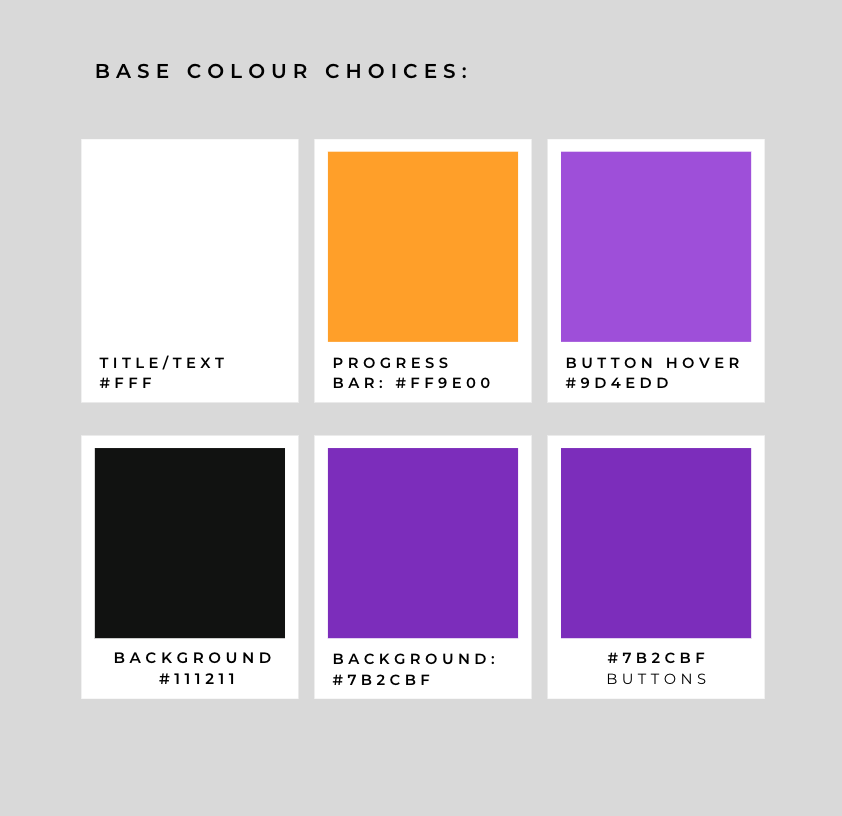 BASE COLOUR CHOICES:
TITLE/TEXT
#FFF
PROGRESS
BAR: #FF9E00
BUTTON HOVER
#9D4EDD
BACKGROUND
#111211
BACKGROUND:
#7B2CBF
#7B2CBF
BUTTONS